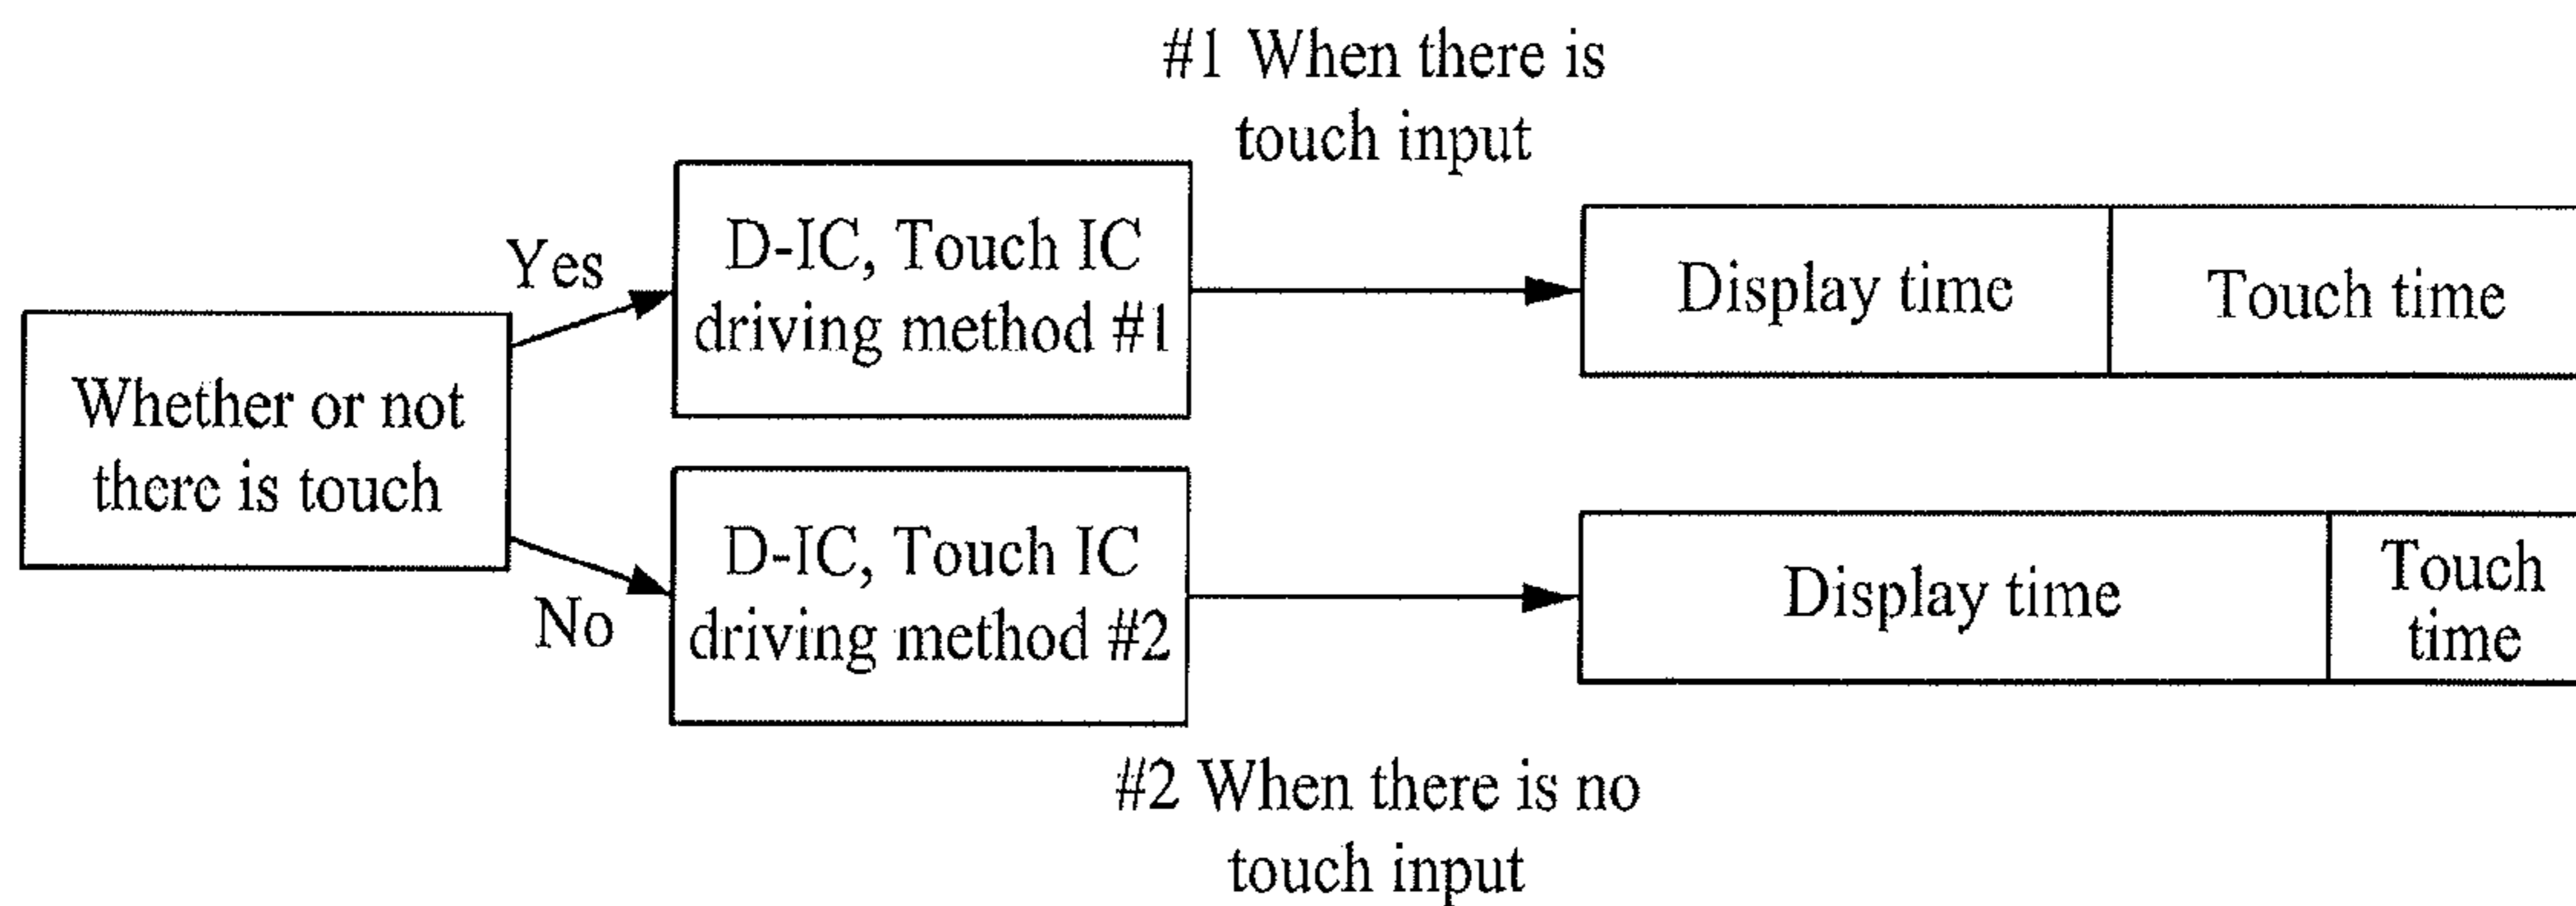 #1 When there is
touch input
Yes
D-IC, Touch IC
driving method #1
Display time
Touch time
Whether or not
there is touch
No
D-IC, Touch IC
driving method #2
Display time
Touch
time
#2 When there is no
touch input